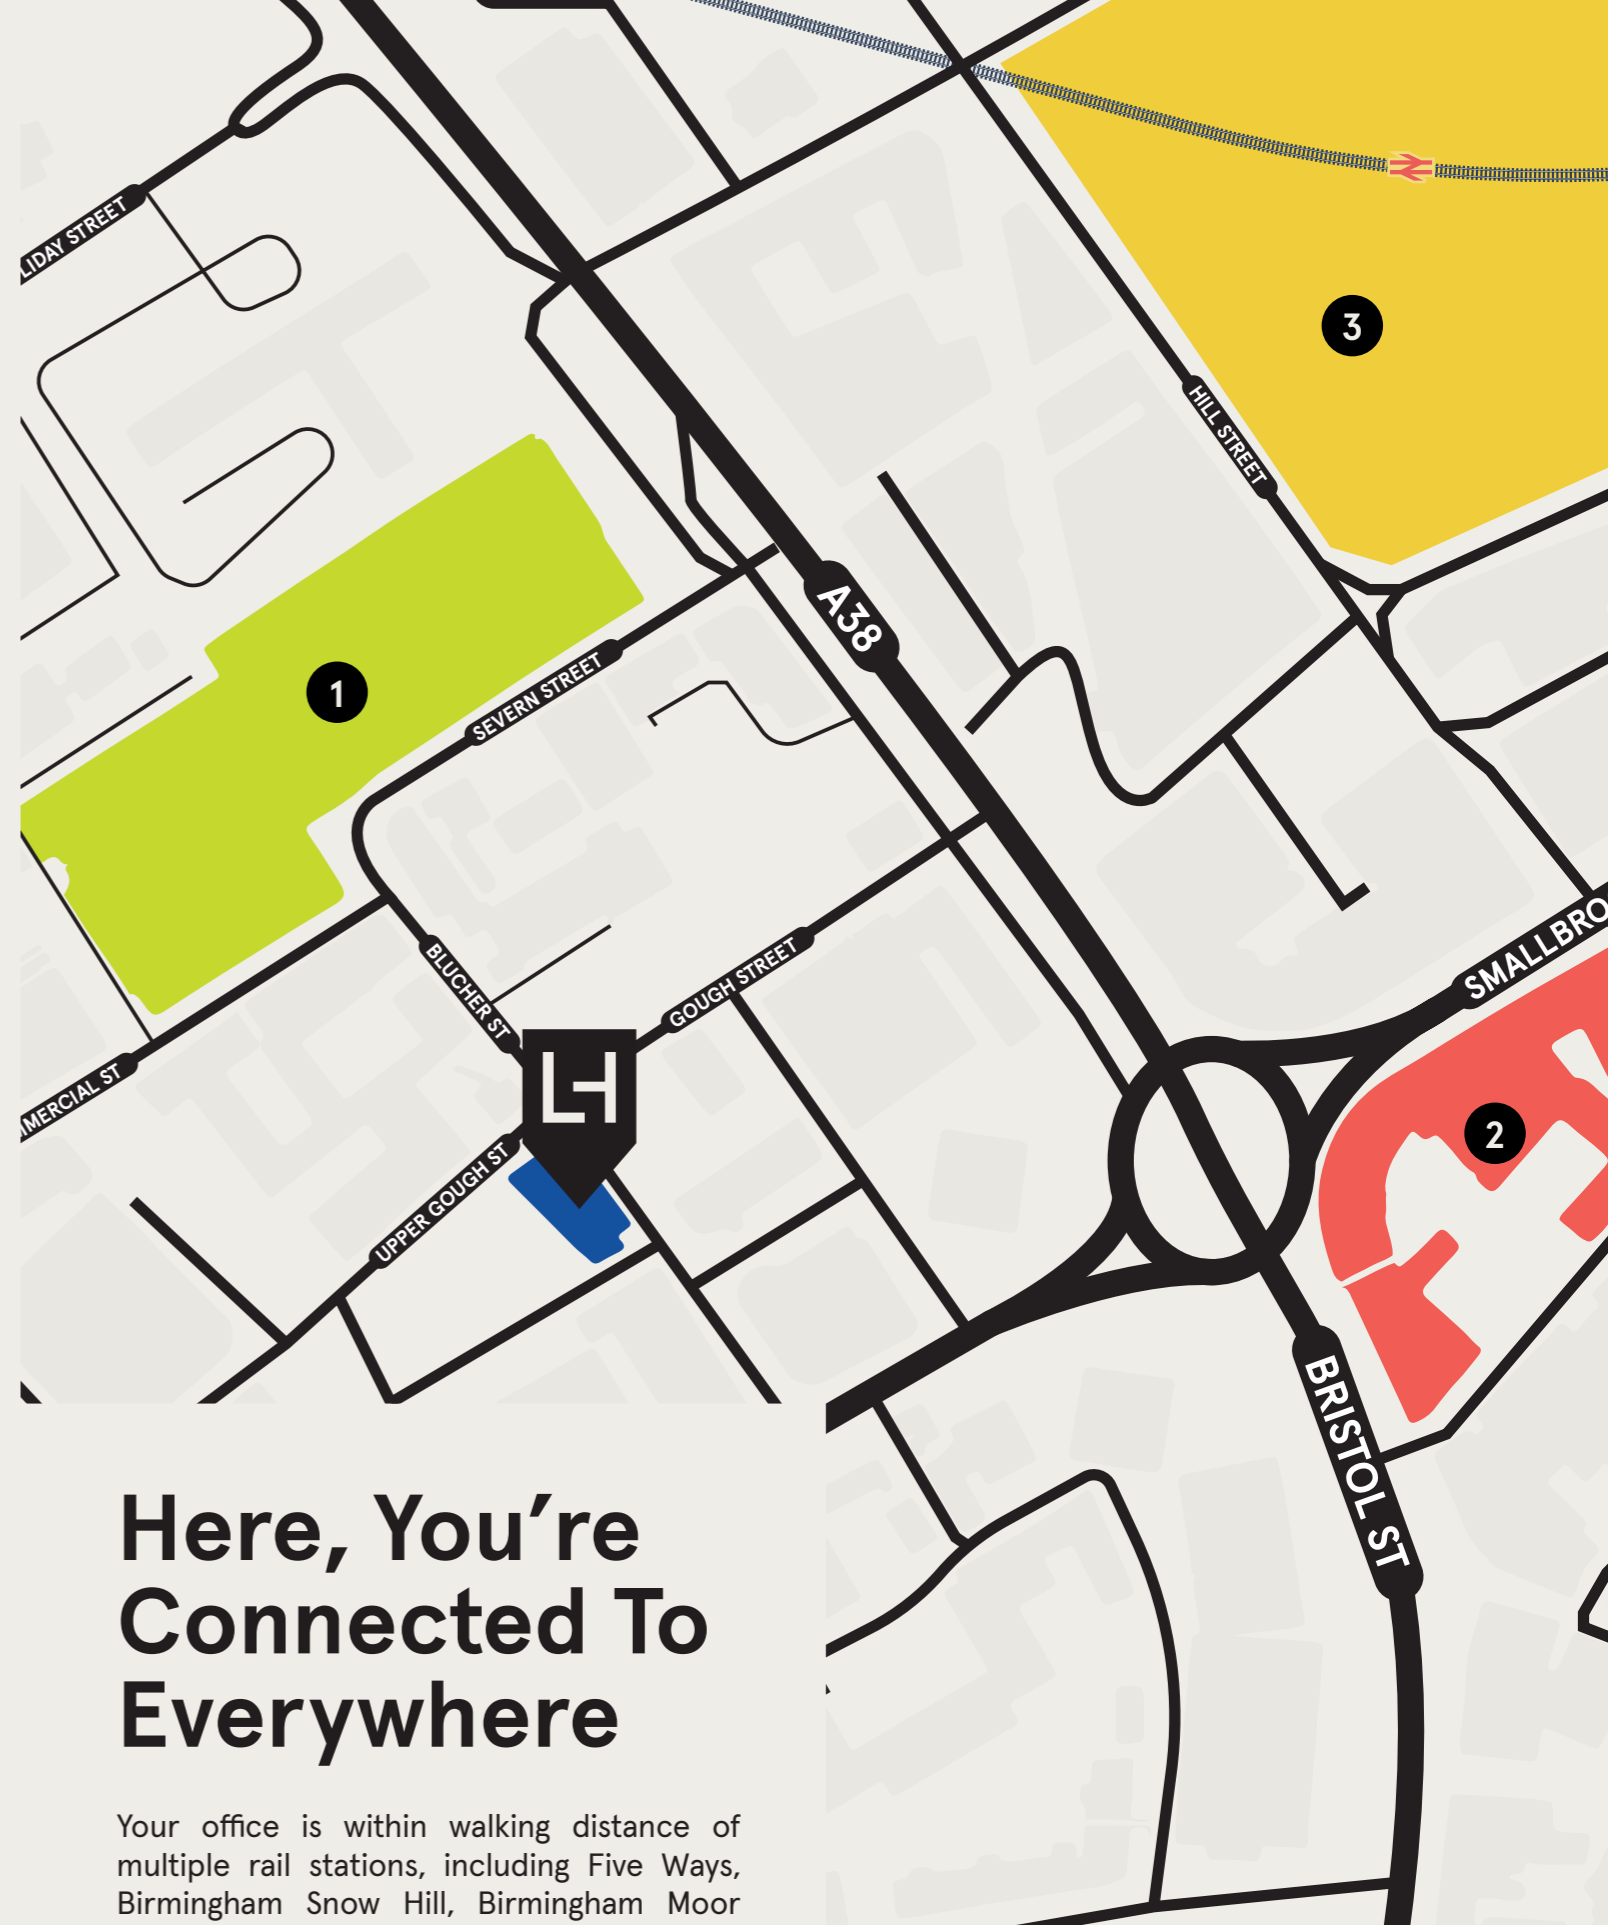 LIDAY STREET
3
HILL STREET
A38
1
SEVERN STREET
SMALLBRO
BLUCHER ST
GOUGH STREET
LH
MMERCIAL ST
2
UPPER GOUGH ST
BRISTOL ST
Here, You’re
Connected To
Everywhere
Your office is within walking distance of
multiple rail stations, including Five Ways,
Birmingham Snow Hill, Birmingham Moor